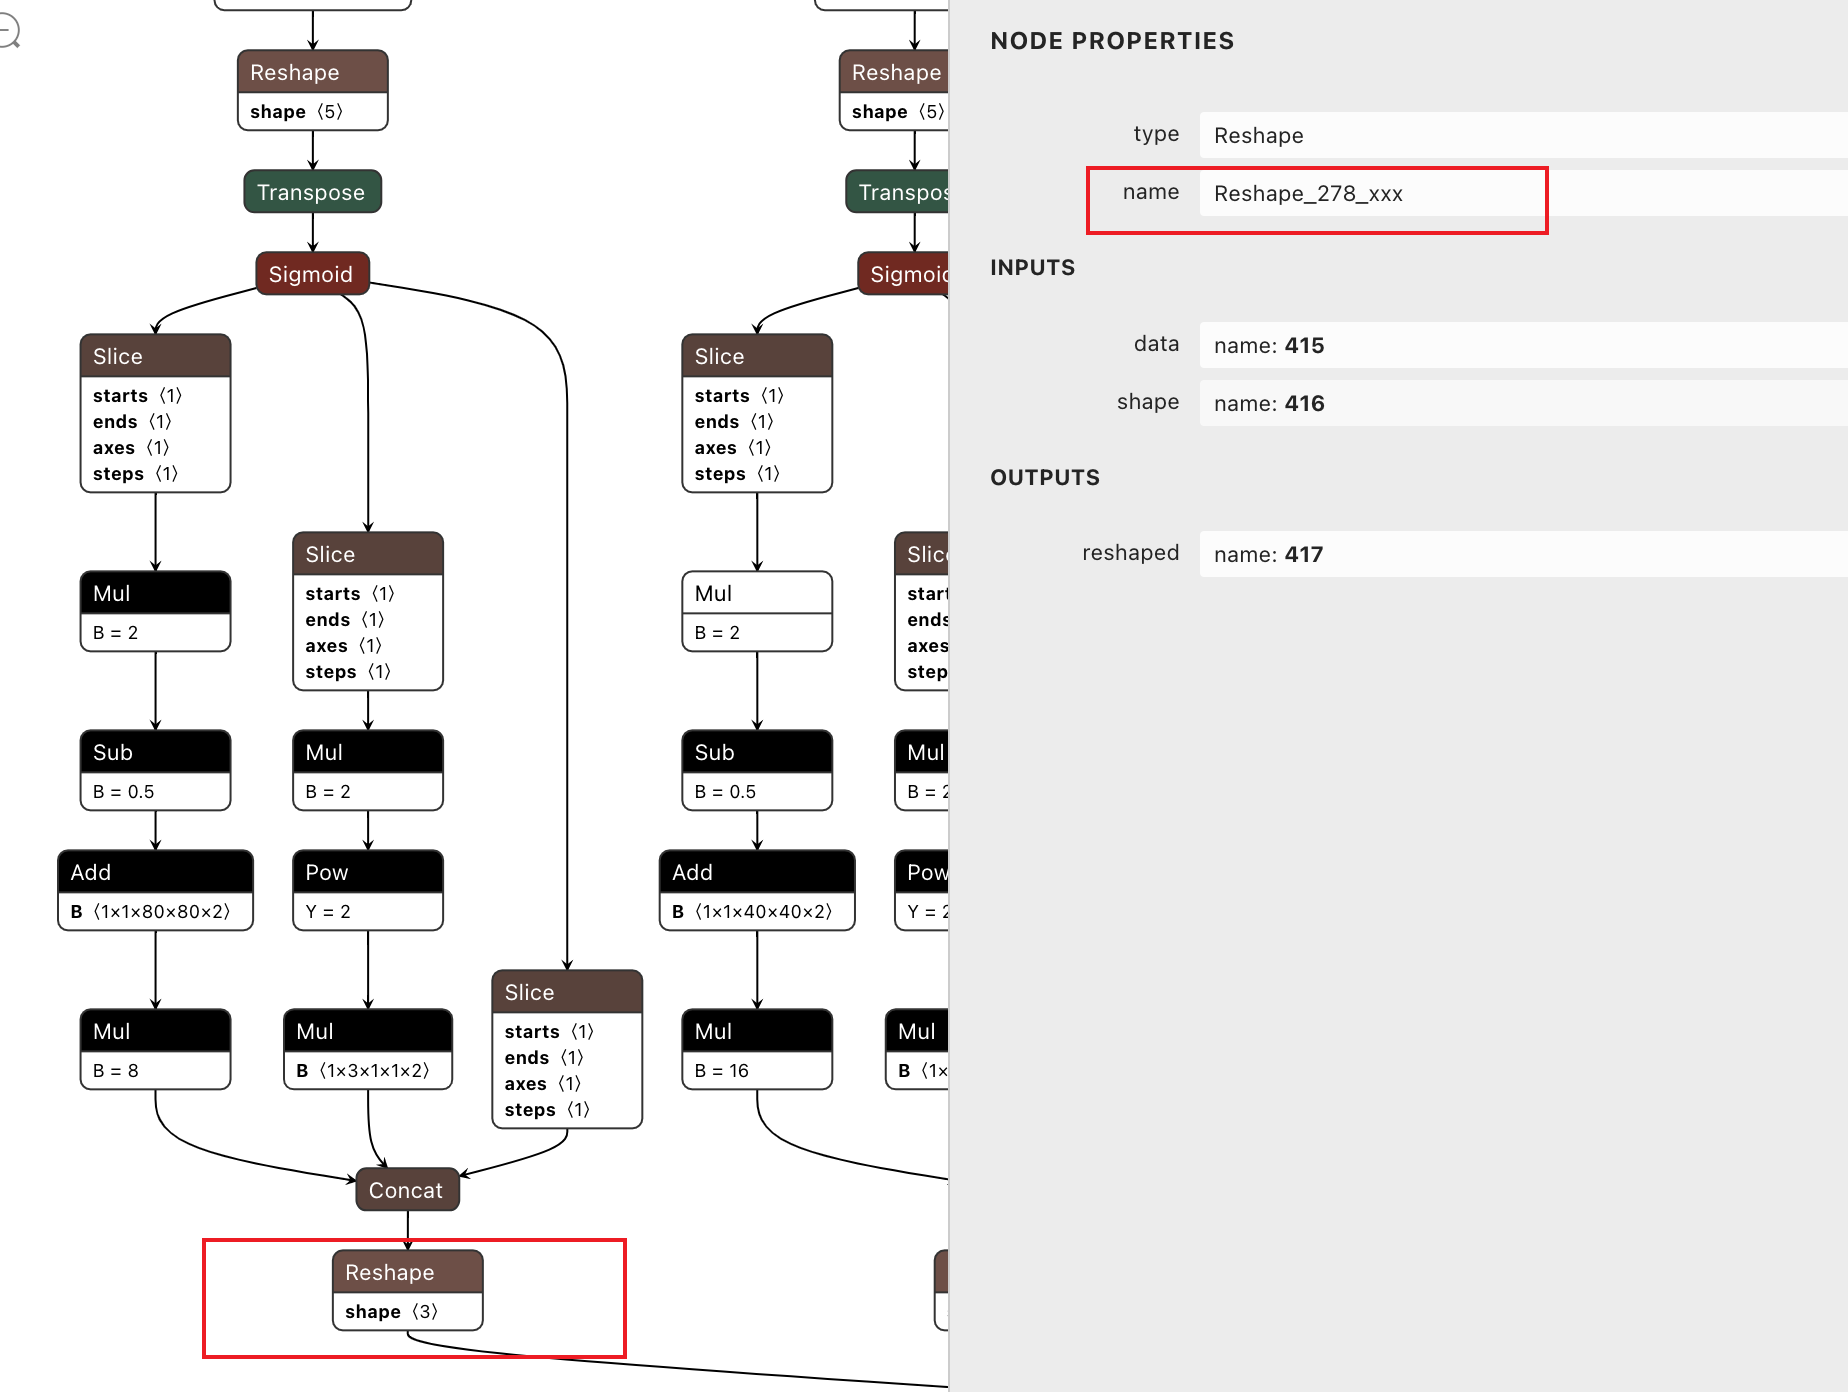 Reshape
shape 〈5〉
Transpose
Sigmoid
Slice
starts 〈1〉
ends 〈1〉
axes 〈1〉
steps 〈1〉
Mul
B = 2
Sub
B = 0.5
Add
B 〈1×1×80×80×2〉
Mul
B = 8
Slice
starts 〈1〉
ends 〈1〉
axes 〈1〉
steps 〈1〉
Mul
B = 2
Pow
Y = 2
Mul
B 〈1×3×1×1×2〉
Slice
starts 〈1〉
ends 〈1〉
axes 〈1〉
steps 〈1〉
Concat
Reshape
shape 〈3〉
Reshape
shape 〈5〉
Transpos
Sigmoid
Slice
starts 〈1〉
ends 〈1〉
axes 〈1〉
steps 〈1〉
Mul
B = 2
Sub
B = 0.5
Add
B 〈1×1×40×40×2〉
Mul
B = 16
Slic
start
ends
axes
step
Mul
B = 2
Pow
Y = 2
Mul
B 〈1×
NODE PROPERTIES
type Reshape
name Reshape_278_xxx
INPUTS
data name: 415
shape name: 416
OUTPUTS
reshaped name: 417